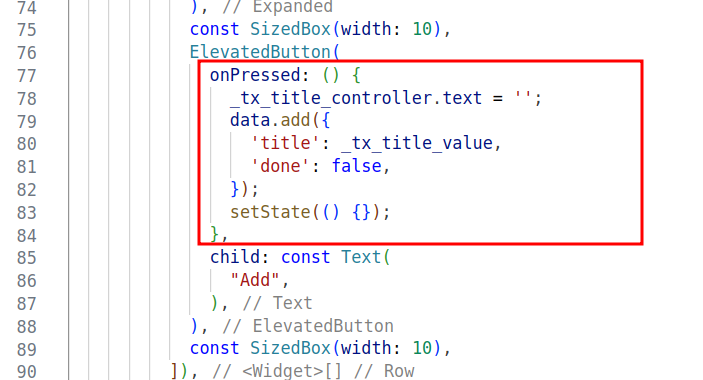 74 ), // Expanded
75 const SizedBox(width: 10),
76 ElevatedButton(
77 onPressed: () {
78 _tx_title_controller.text = '';
79 data.add({
80 'title': _tx_title_value,
81 'done': false,
82 });
83 setState(() {});
84 },
85 child: const Text(
86 "Add",
87 ), // Text
88 ), // ElevatedButton
89 const SizedBox(width: 10),
90 ]), // <Widget>[] // Row